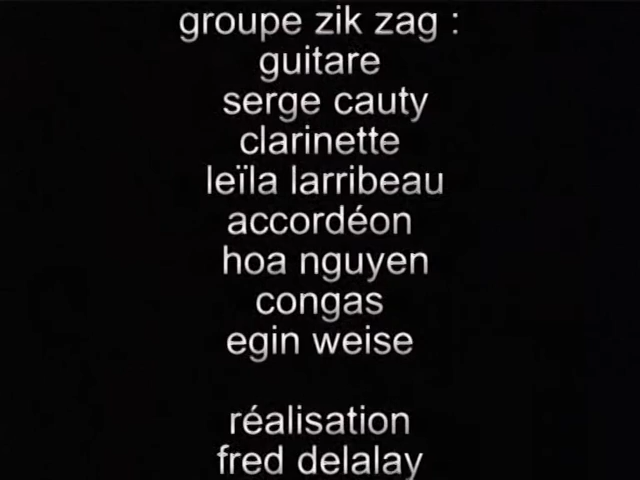 groupe zik zag :
guitare
serge cauty
clarinette
leïla larribeau
accordéon
hoa nguyen
congas
egin weise
réalisation
fred delalay